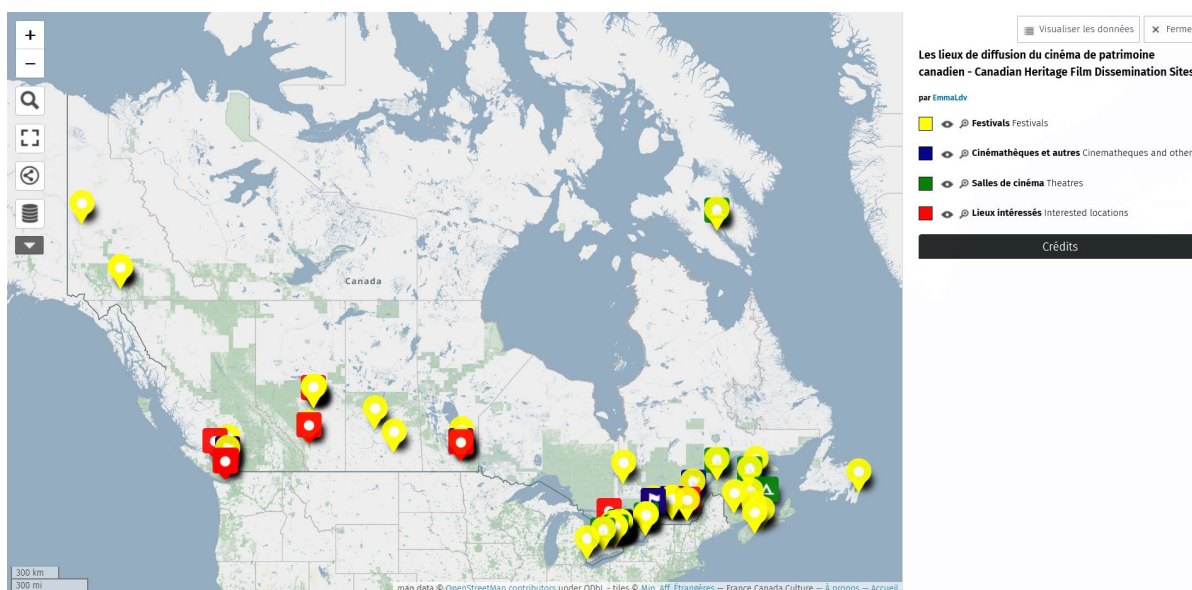 +
−
Canada
300 km
300 mi
map data © OpenStreetMap contributors under ODbL - tiles © Min. Aff. Étrangères — France Canada Culture — À propos — Accueil
Visualiser les données
× Ferme
Les lieux de diffusion du cinéma de patrimoine
canadien - Canadian Heritage Film Dissemination Sites
par EmmaLdv
Festivals Festivals
Cinémathèques et autres Cinematheques and other
Salles de cinéma Theatres
Lieux intéressés Interested locations
Crédits